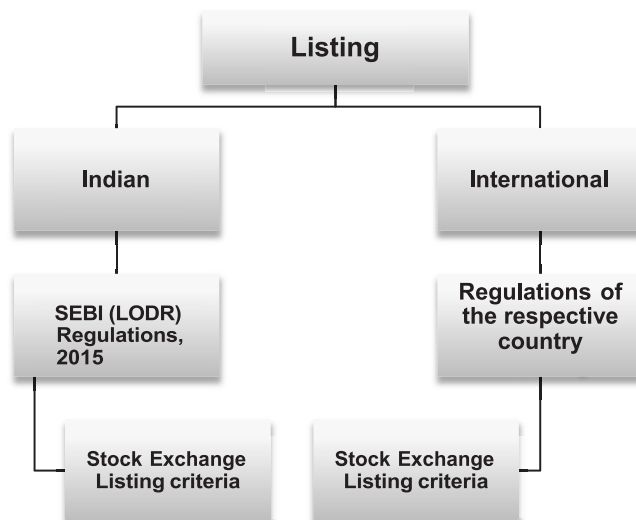 Listing
Indian
International
SEBI (LODR)
Regulations,
2015
Regulations of
the respective
country
Stock Exchange
Listing criteria
Stock Exchange
Listing criteria